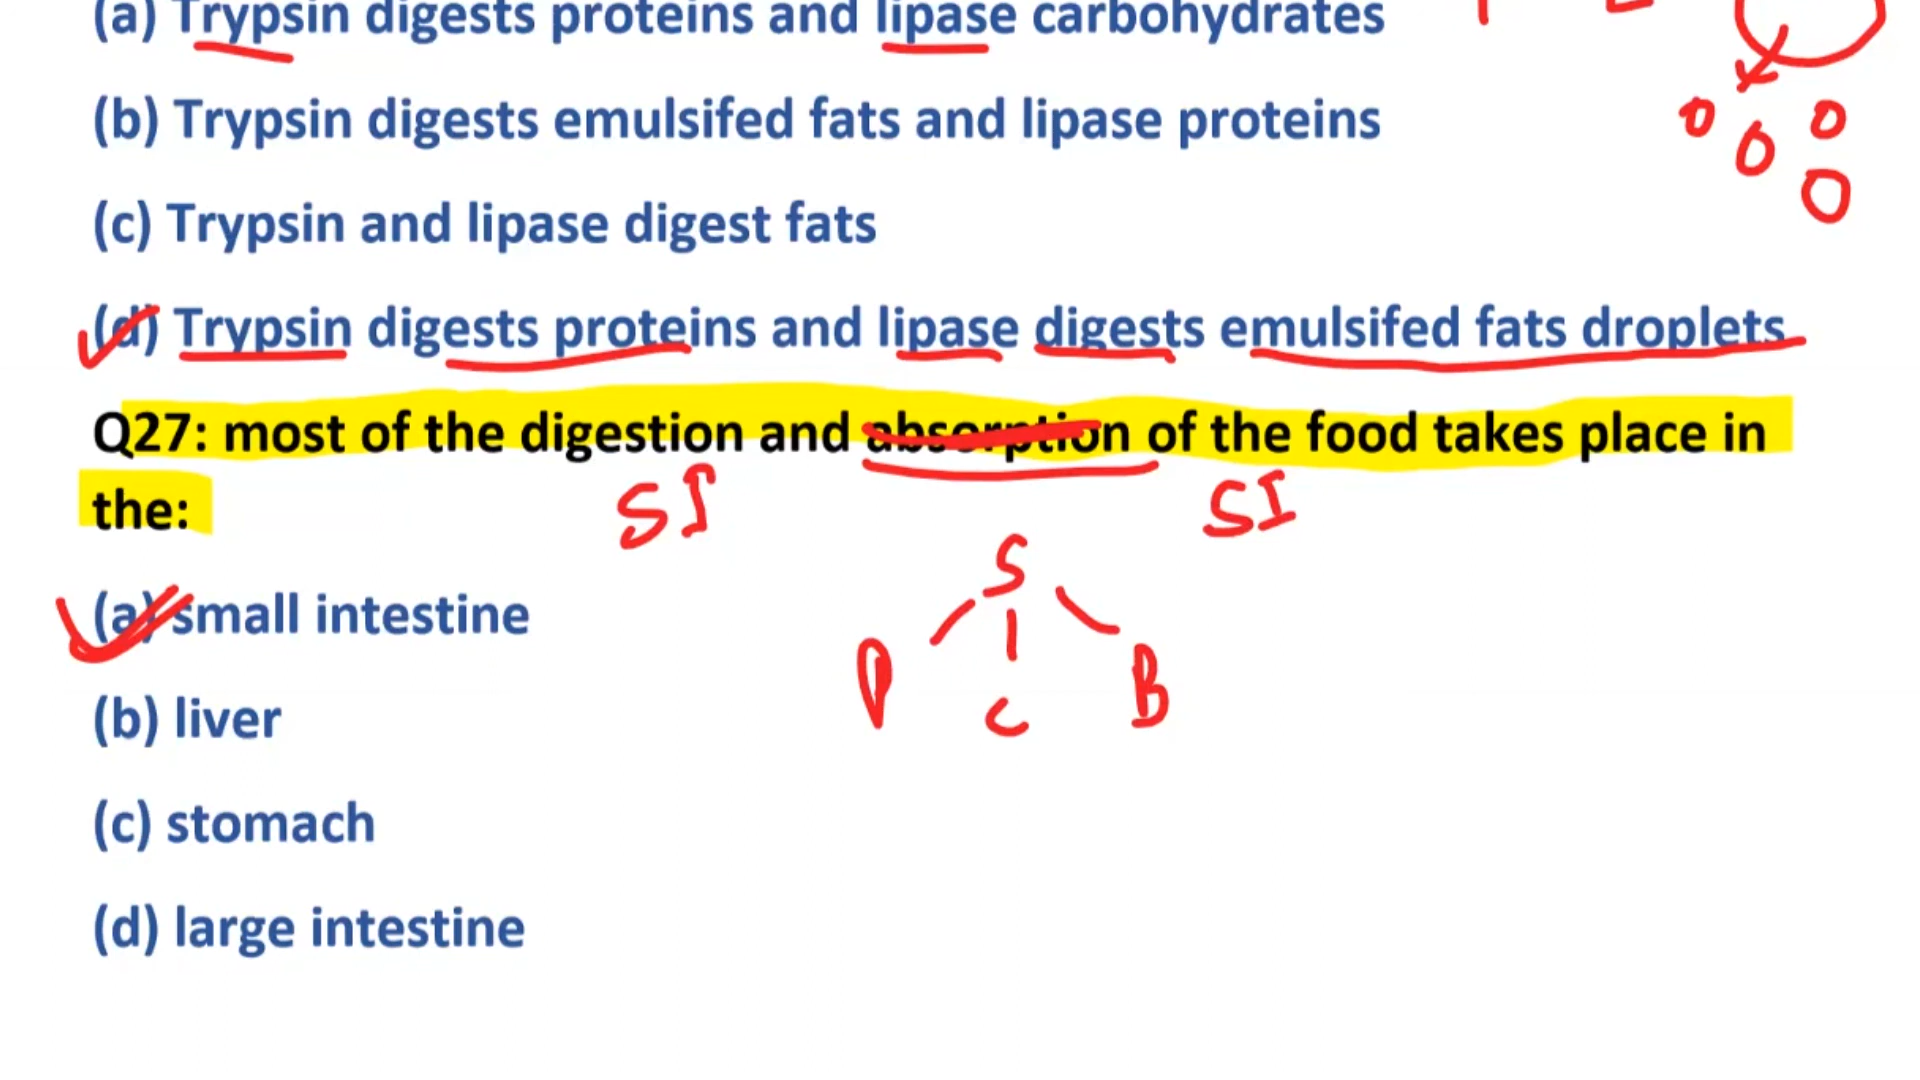 (a) Trypsin digests proteins and lipase carbohydrates
(b) Trypsin digests emulsifed fats and lipase proteins
(c) Trypsin and lipase digest fats
(d) Trypsin digests proteins and lipase digests emulsifed fats droplets
Q27: most of the digestion and absorption of the food takes place in
the:
SI SI
S
(a) small intestine
D C B
(b) liver
(c) stomach
(d) large intestine